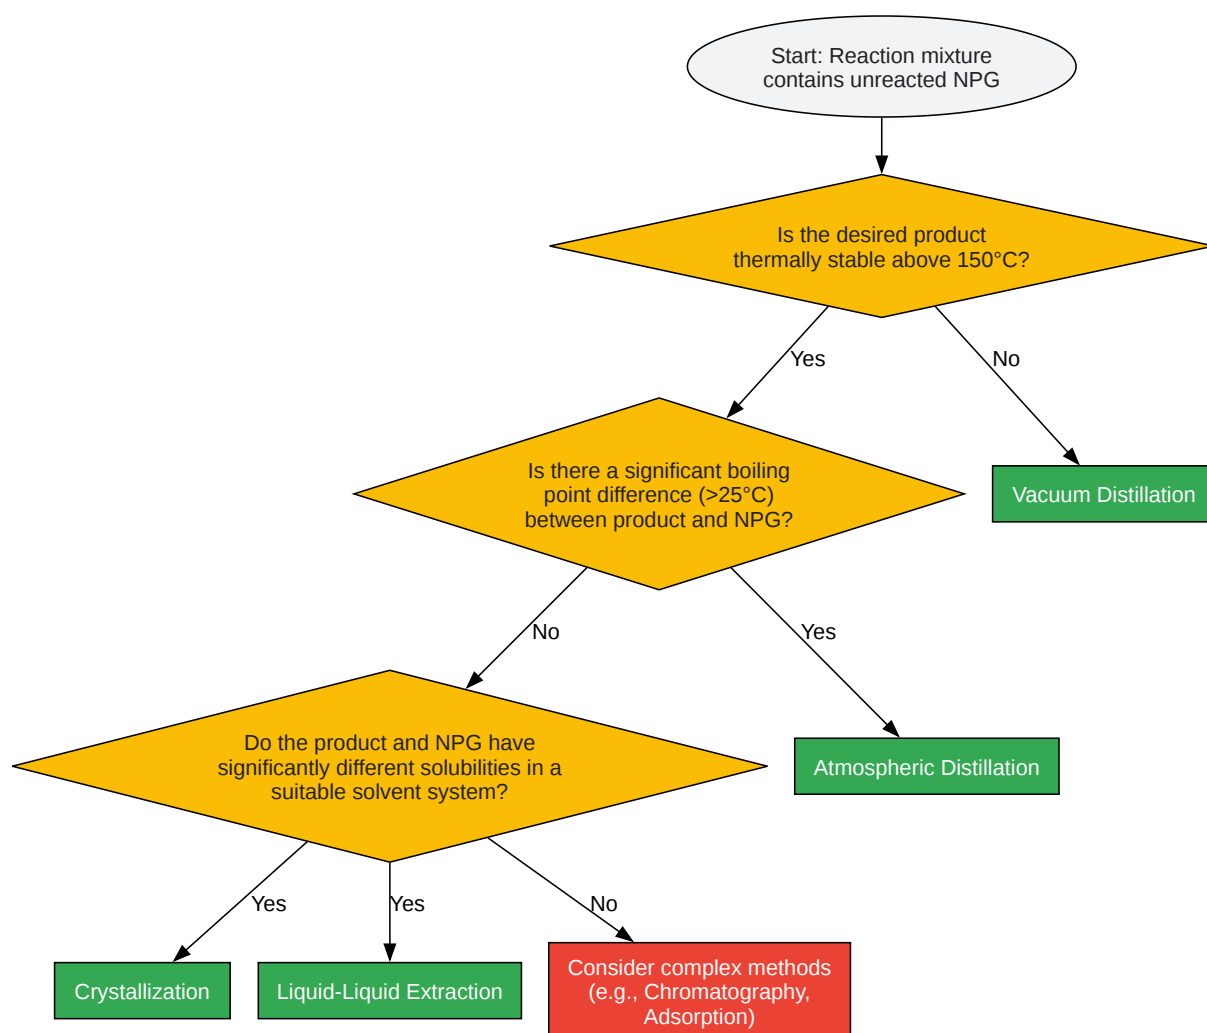 Start: Reaction mixture
contains unreacted NPG
Is the desired product
thermally stable above 150°C?
Yes
No
Is there a significant boiling
point difference (>25°C)
between product and NPG?
Vacuum Distillation
No
Yes
Do the product and NPG have
significantly different solubilities in a
suitable solvent system?
Atmospheric Distillation
Yes
Yes
No
Crystallization
Liquid-Liquid Extraction
Consider complex methods
(e.g., Chromatography,
Adsorption)